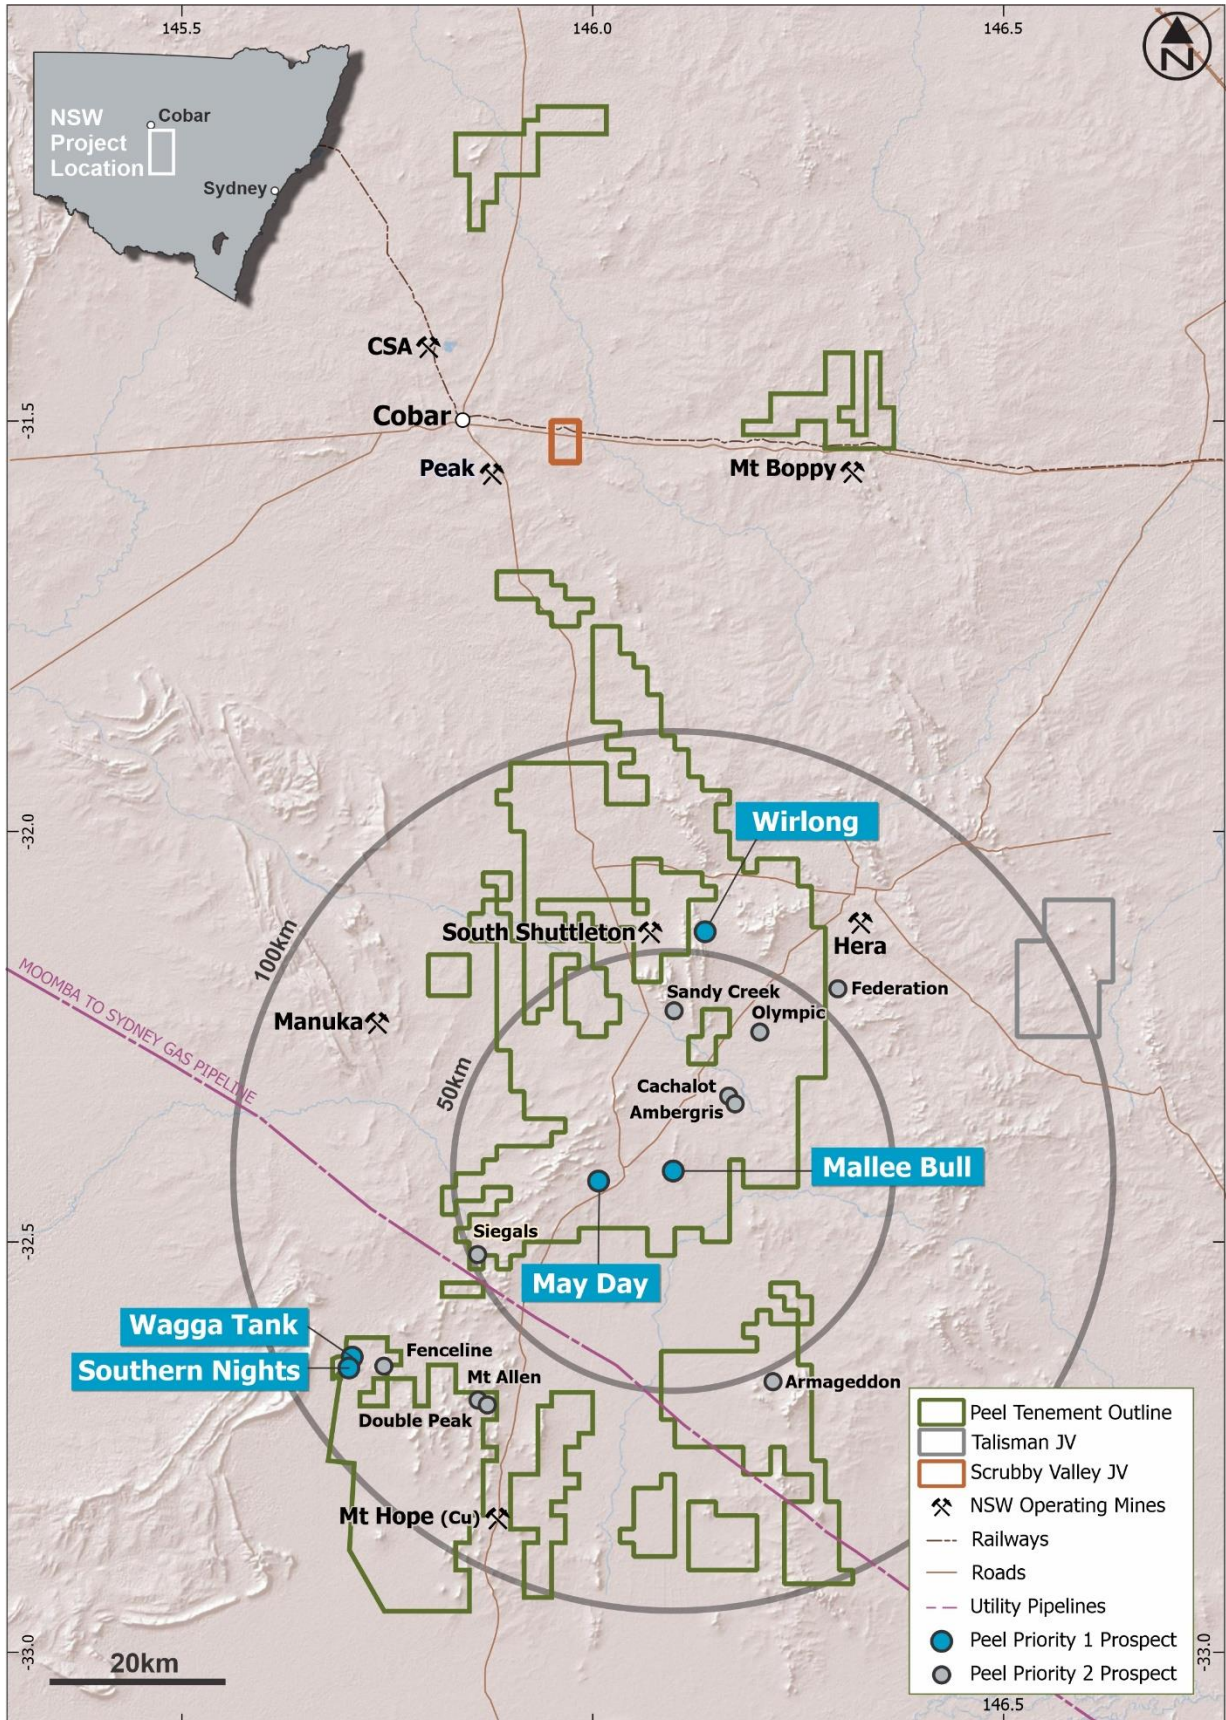 145.5
146.0
146.5
N
NSW
Project
Location
Cobar
Sydney
CSA
-31.5
Cobar
Peak
Mt Boppy
-32.0
Wirlong
100km
South Shuttleton
Hera
MOOMBA TO SYDNEY GAS PIPELINE
Sandy Creek
Federation
Olympic
Manuka
50km
Cachalot
Ambergris
Mallee Bull
-32.5
Siegals
May Day
Wagga Tank
Southern Nights
Fenceline
Mt Allen
Armageddon
Double Peak
Mt Hope (Cu)
Peel Tenement Outline
Talisman JV
Scrubby Valley JV
NSW Operating Mines
Railways
Roads
Utility Pipelines
Peel Priority 1 Prospect
Peel Priority 2 Prospect
-33.0
-33.0
20km
146.5